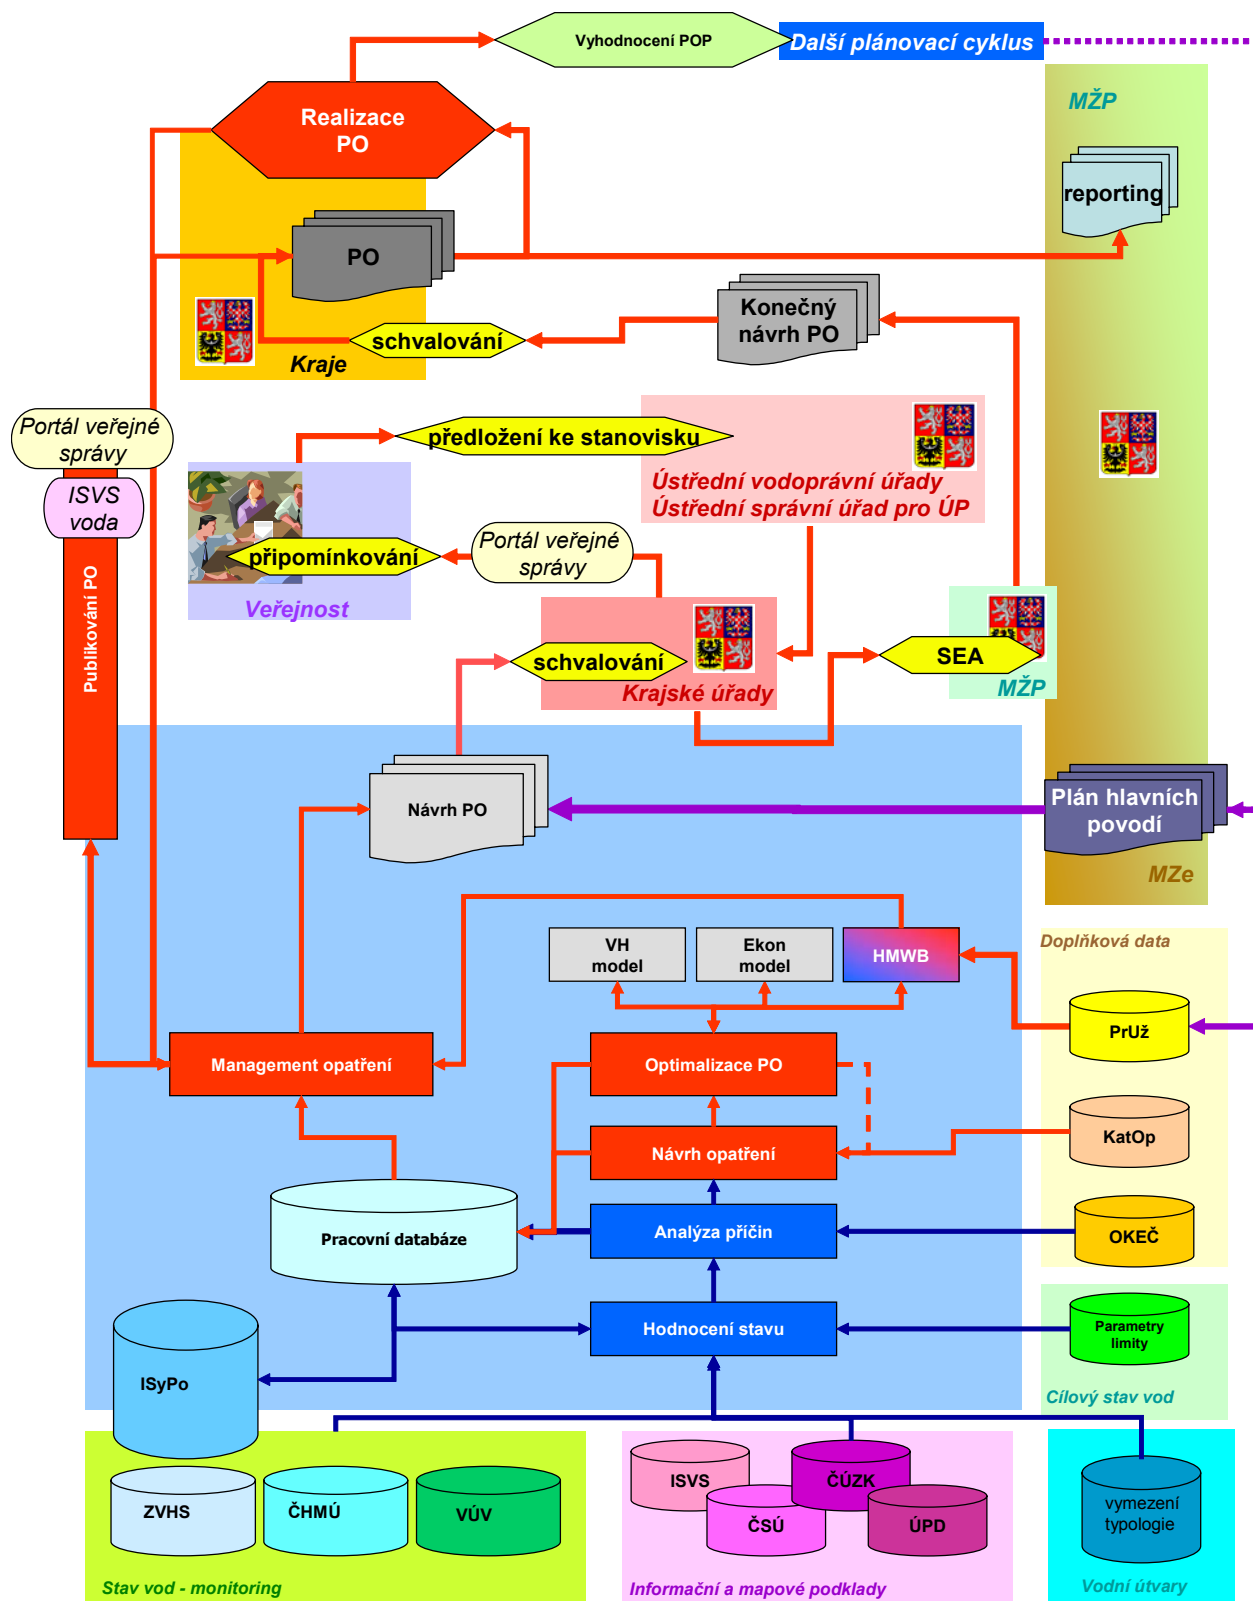 Vyhodnocení POP
Další plánovací cyklus
MŽP
Realizace
PO
reporting
PO
Konečný
návrh PO
schvalování
Kraje
Portál veřejné
správy
předložení ke stanovisku
ISVS
voda
Ústřední vodoprávní úřady
Ústřední správní úřad pro ÚP
připomínkování
Portál veřejné
správy
Veřejnost
Publikování PO
schvalování
SEA
Krajské úřady
MŽP
Návrh PO
Plán hlavních
povodí
MZe
VH
model
Ekon
model
HMWB
Doplňková data
PrUž
Management opatření
Optimalizace PO
KatOp
Návrh opatření
Pracovní databáze
Analýza příčin
OKEČ
Hodnocení stavu
Parametry
limity
ISyPo
Cílový stav vod
ZVHS
ČHMÚ
VÚV
ISVS
ČÚZK
ČSÚ
ÚPD
vymezení
typologie
Stav vod - monitoring
Informační a mapové podklady
Vodní útvary